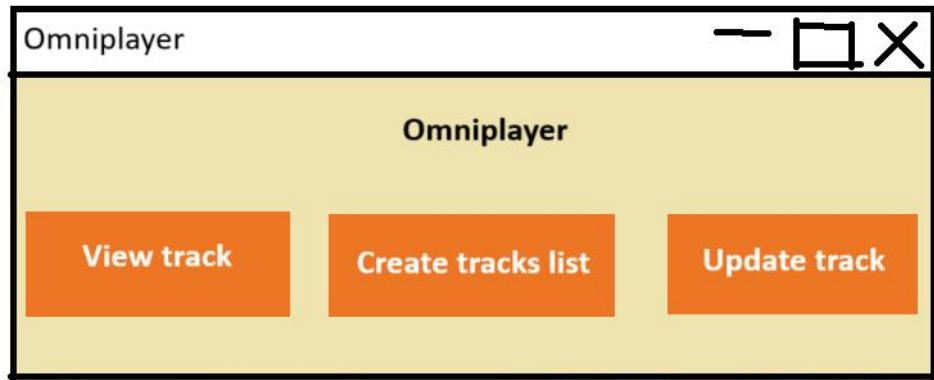 Omniplayer
Omniplayer
View track
Create tracks list
Update track